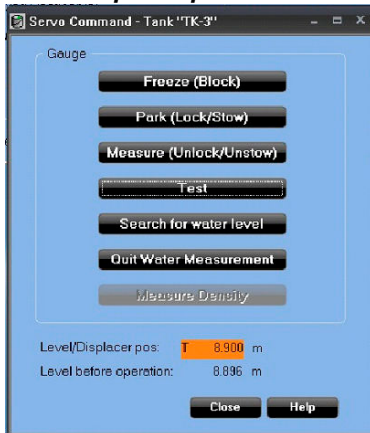 Servo Command - Tank "TK-3"
Gauge
Freeze (Block)
Park (Lock/Stow)
Measure (Unlock/Unstow)
Test
Search for water level
Quit Water Measurement
Measure Density
Level/Displacer pos: T 8.900 m
Level before operation: 8.896 m
Close Help